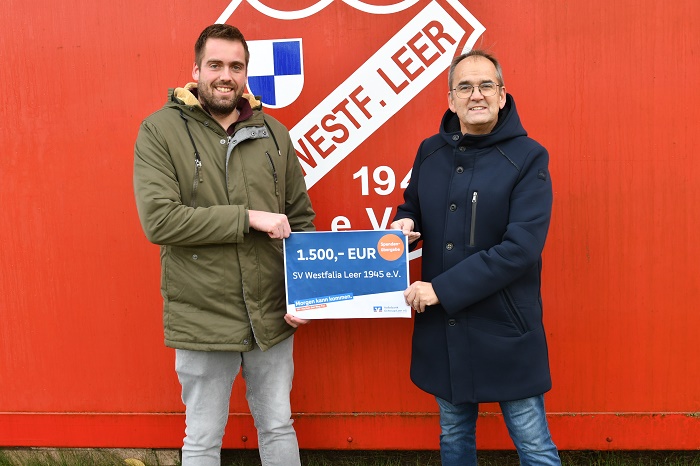 WESTF. LEER
194
e.V.
1.500,- EUR
Spenden-
Übergabe
SV Westfalia Leer 1945 e.V.
Morgen kann kommen.